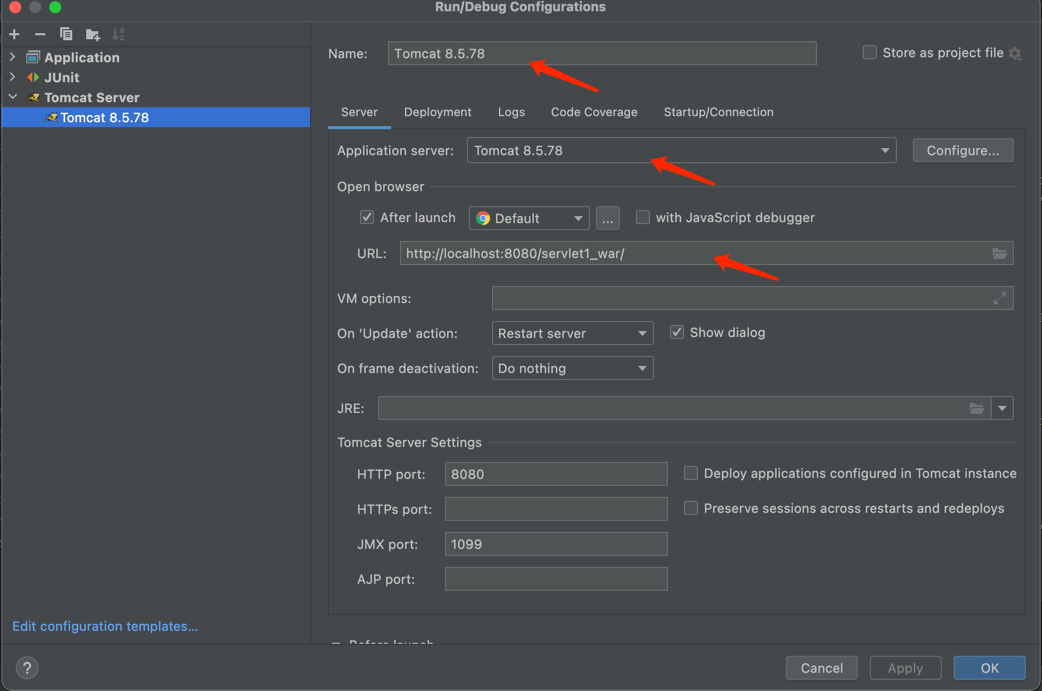 Run/Debug Configurations
Application
JUnit
Tomcat Server
Tomcat 8.5.78
Edit configuration templates...
Name: Tomcat 8.5.78 Store as project file
Server Deployment Logs Code Coverage Startup/Connection
Application server: Tomcat 8.5.78 Configure...
Open browser
After launch Default ... with JavaScript debugger
URL: http://localhost:8080/servlet1_war/
VM options:
On 'Update' action: Restart server Show dialog
On frame deactivation: Do nothing
JRE:
Tomcat Server Settings
HTTP port: 8080 Deploy applications configured in Tomcat instance
HTTPs port: Preserve sessions across restarts and redeploys
JMX port: 1099
AJP port:
Before launch
? Cancel Apply OK